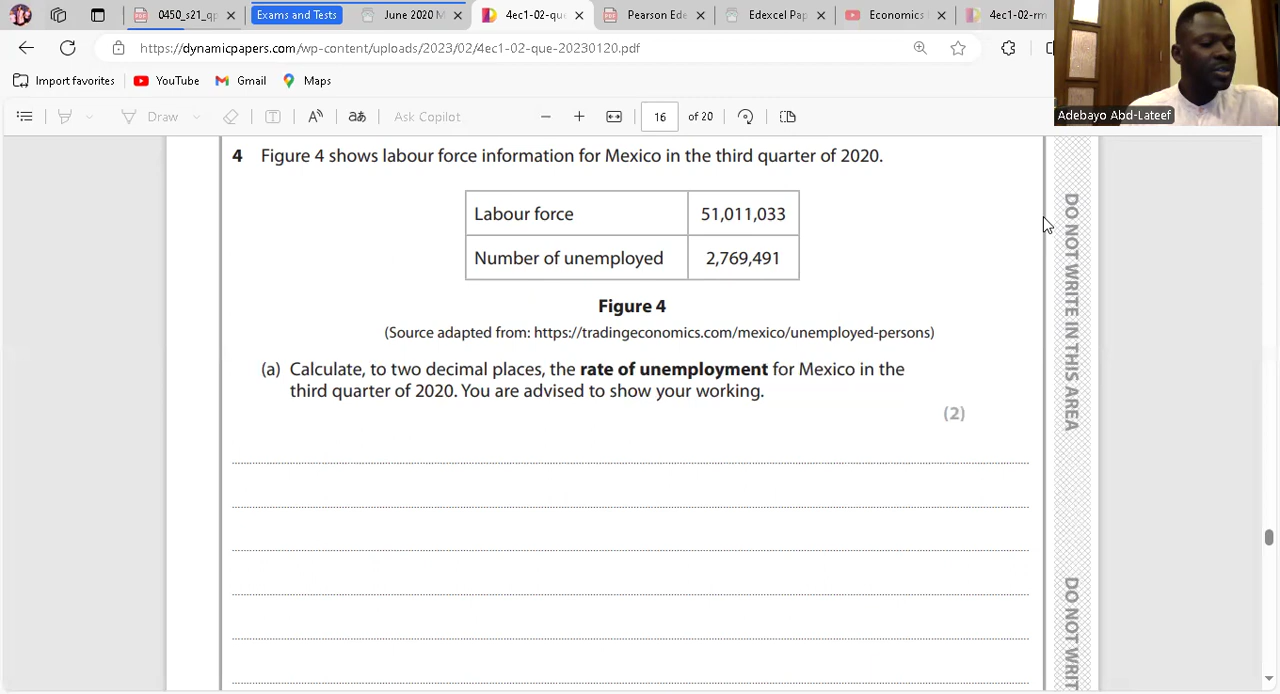 0450_s21_qp
Exams and Tests
June 2020 M
4ec1-02-que
Pearson Ede
Edexcel Pap
Economics
4ec1-02-rm
https://dynamicpapers.com/wp-content/uploads/2023/02/4ec1-02-que-20230120.pdf
Import favorites
YouTube
Gmail
Maps
Draw
Ask Copilot
16 of 20
Adebayo Abd-Lateef
4 Figure 4 shows labour force information for Mexico in the third quarter of 2020.
Labour force 51,011,033
Number of unemployed 2,769,491
Figure 4
(Source adapted from: https://tradingeconomics.com/mexico/unemployed-persons)
(a) Calculate, to two decimal places, the rate of unemployment for Mexico in the
third quarter of 2020. You are advised to show your working.
(2)
DO NOT WRITE IN THIS AREA
DO NOT WRIT